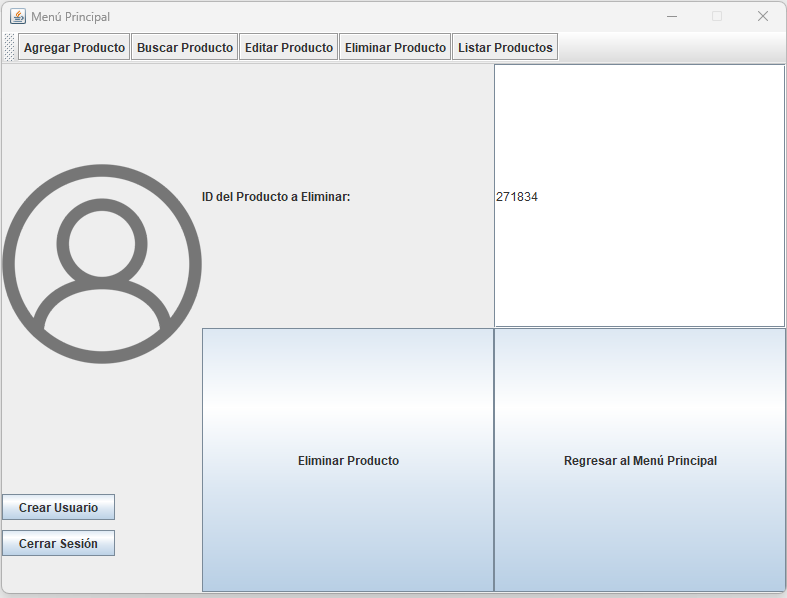 Menú Principal
Agregar Producto Buscar Producto Editar Producto Eliminar Producto Listar Productos
ID del Producto a Eliminar: 271834
Eliminar Producto Regresar al Menú Principal
Crear Usuario
Cerrar Sesión